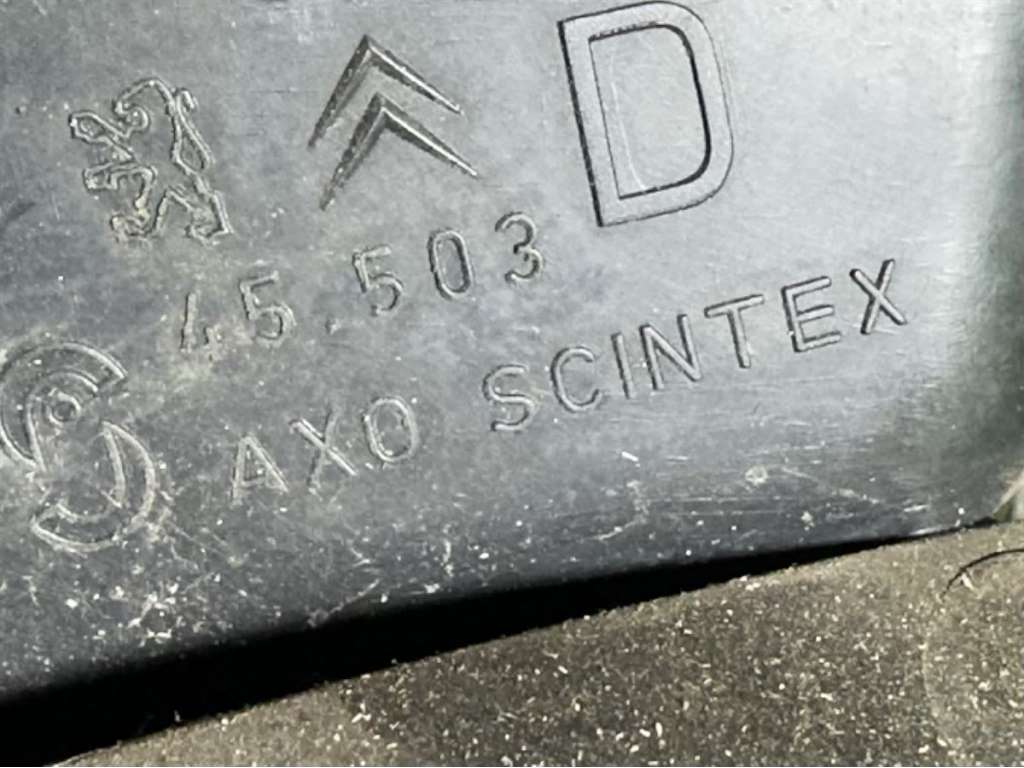 D
45.503
AXO SCINTEX